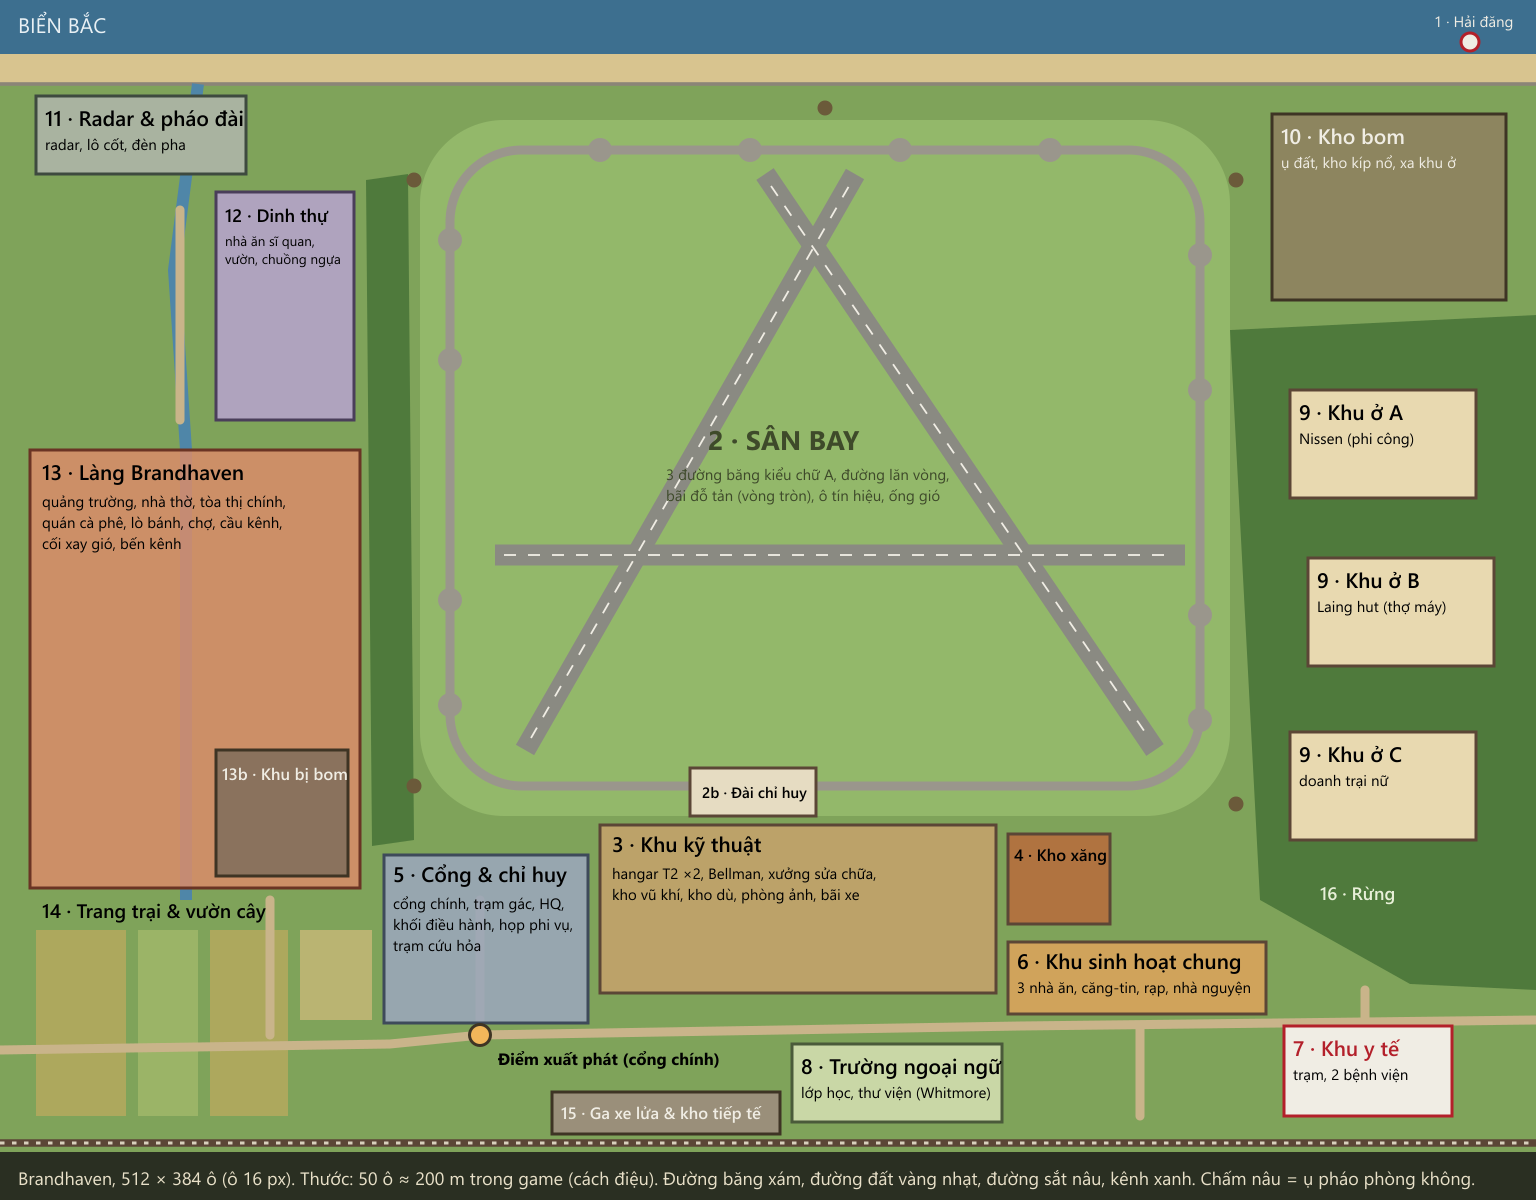 BIỂN BẮC
1 · Hải đăng
11 · Radar & pháo đài
radar, lô cốt, đèn pha
10 · Kho bom
ụ đất, kho kíp nổ, xa khu ở
12 · Dinh thự
nhà ăn sĩ quan,
vườn, chuồng ngựa
9 · Khu ở A
Nissen (phi công)
2 · SÂN BAY
3 đường băng kiểu chữ A, đường lăn vòng,
bãi đỗ tản (vòng tròn), ô tín hiệu, ống gió
13 · Làng Brandhaven
quảng trường, nhà thờ, tòa thị chính,
quán cà phê, lò bánh, chợ, cầu kênh,
cối xay gió, bến kênh
9 · Khu ở B
Laing hut (thợ máy)
13b · Khu bị bom
9 · Khu ở C
doanh trại nữ
2b · Đài chỉ huy
3 · Khu kỹ thuật
hangar T2 ×2, Bellman, xưởng sửa chữa,
kho vũ khí, kho dù, phòng ảnh, bãi xe
4 · Kho xăng
5 · Cổng & chỉ huy
cổng chính, trạm gác, HQ,
khối điều hành, họp phi vụ,
trạm cứu hỏa
16 · Rừng
14 · Trang trại & vườn cây
6 · Khu sinh hoạt chung
3 nhà ăn, căng-tin, rạp, nhà nguyện
Điểm xuất phát (cổng chính)
8 · Trường ngoại ngữ
lớp học, thư viện (Whitmore)
7 · Khu y tế
trạm, 2 bệnh viện
15 · Ga xe lửa & kho tiếp tế
Brandhaven, 512 × 384 ô (ô 16 px). Thước: 50 ô ≈ 200 m trong game (cách điệu). Đường băng xám, đường đất vàng nhạt, đường sắt nâu, kênh xanh. Chấm nâu = ụ pháo phòng không.